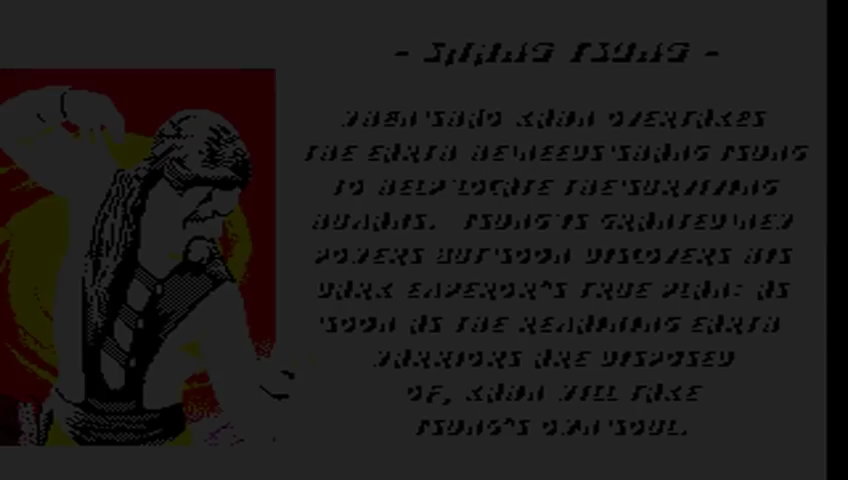 - SHANG TSUNG -
WHEN SHAO KAHN OVERTAKES
THE EARTH HE NEEDS SHANG TSUNG
TO HELP LOCATE THE SURVIVING
HUMANS. TSUNG IS GRANTED NEW
POWERS BUT SOON DISCOVERS HIS
DARK EMPEROR'S TRUE PLAN: AS
SOON AS THE REMAINING EARTH
WARRIORS ARE DISPOSED
OF, KAHN WILL TAKE
TSUNG'S OWN SOUL.